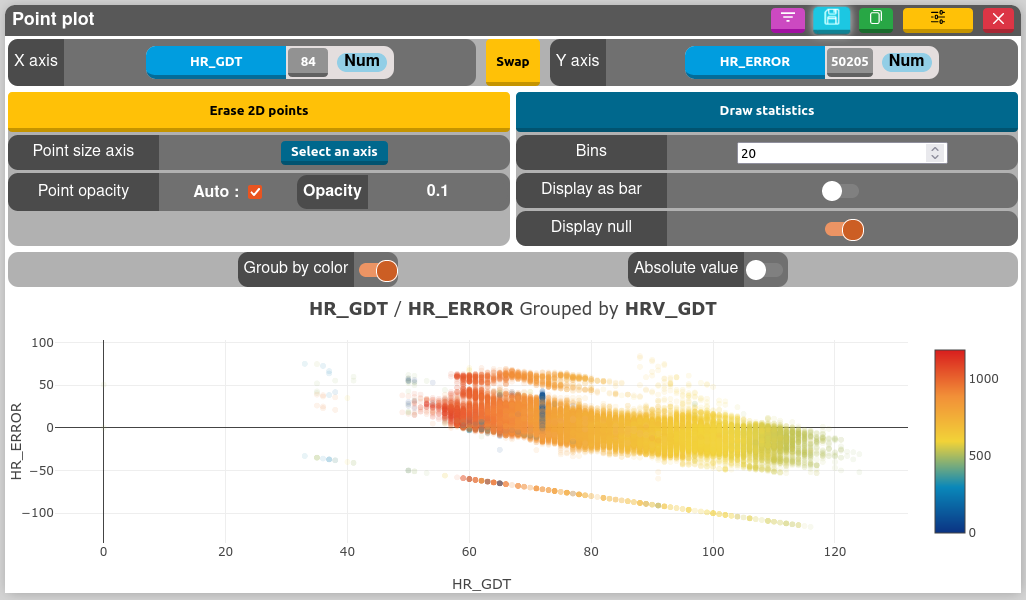 Point plot
X axis HR_GDT 84 Num Swap Y axis HR_ERROR 50205 Num
Erase 2D points Draw statistics
Point size axis Select an axis Bins 20
Point opacity Auto : Opacity 0.1 Display as bar
Display null
Groub by color Absolute value
HR_GDT / HR_ERROR Grouped by HRV_GDT
HR_ERROR
100
50
0
−50
−100
0 20 40 60 80 100 120
HR_GDT
1000
500
0